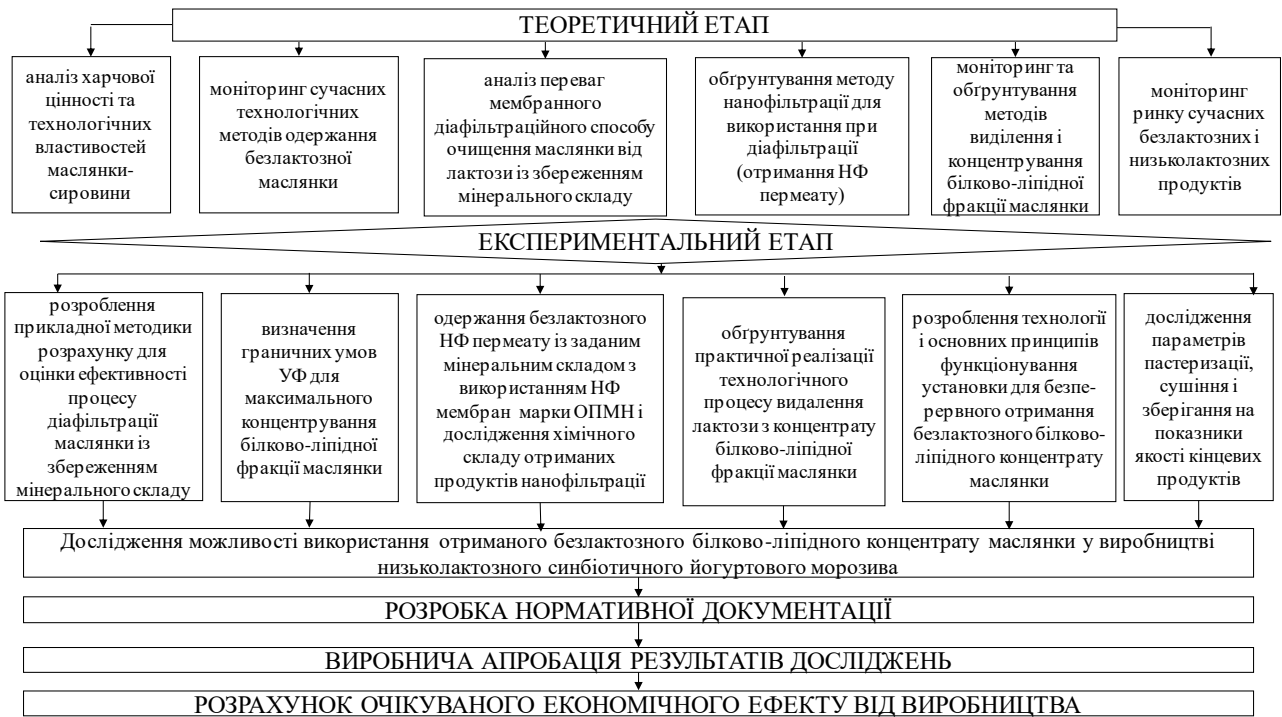 ТЕОРЕТИЧНИЙ ЕТАП
аналіз харчової
цінності та
технологічних
властивостей
маслянки-
сировини
моніторинг сучасних
технологічних
методів одержання
безлактозної
маслянки
аналіз переваг
мембранного
діафільтраційного способу
очищення маслянки від
лактози із збереженням
мінерального складу
обґрунтування методу
нанофільтрації для
використання при
діафільтрації
(отримання НФ
пермеату)
моніторинг та
обґрунтування
методів
виділення і
концентрування
білково-ліпідної
фракції маслянки
моніторинг
ринку сучасних
безлактозних і
низьколактозних
продуктів
ЕКСПЕРИМЕНТАЛЬНИЙ ЕТАП
розроблення
прикладної методики
розрахунку для
оцінки ефективності
процесу
діафільтрації
маслянки із
збереженням
мінерального складу
визначення
граничних умов
УФ для
максимального
концентрування
білково-ліпідної
фракції маслянки
одержання безлактозного
НФ пермеату із заданим
мінеральним складом з
використанням НФ
мембран марки ОПМН і
дослідження хімічного
складу отриманих
продуктів нанофільтрації
обґрунтування
практичної реалізації
технологічного
процесу видалення
лактози з концентрату
білково-ліпідної
фракції маслянки
розроблення технології
і основних принципів
функціонування
установки для безпе-
рервного отримання
безлактозного білково-
ліпідного концентрату
маслянки
дослідження
параметрів
пастеризації,
сушіння і
зберігання на
показники
якості кінцевих
продуктів
Дослідження можливості використання отриманого безлактозного білково-ліпідного концентрату маслянки у виробництві
низьколактозного синбіотичного йогуртового морозива
РОЗРОБКА НОРМАТИВНОЇ ДОКУМЕНТАЦІЇ
ВИРОБНИЧА АПРОБАЦІЯ РЕЗУЛЬТАТІВ ДОСЛІДЖЕНЬ
РОЗРАХУНОК ОЧІКУВАНОГО ЕКОНОМІЧНОГО ЕФЕКТУ ВІД ВИРОБНИЦТВА